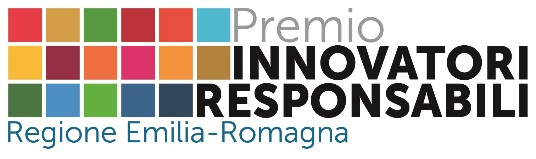 Premio
INNOVATORI
RESPONSABILI
Regione Emilia-Romagna